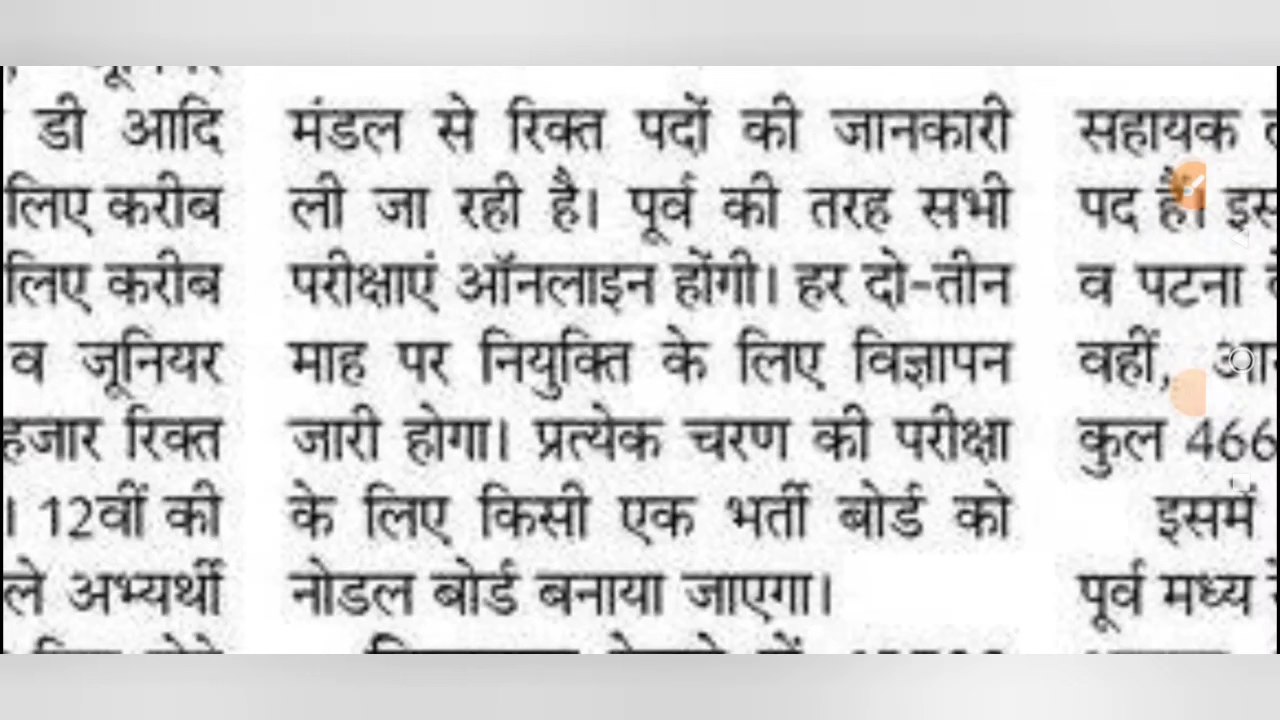 डी आदि
लिए करीब
लिए करीब
व जूनियर
हजार रिक्त
। 12वीं की
ले अभ्यर्थी
मंडल से रिक्त पदों की जानकारी
ली जा रही है। पूर्व की तरह सभी
परीक्षाएं ऑनलाइन होंगी। हर दो-तीन
माह पर नियुक्ति के लिए विज्ञापन
जारी होगा। प्रत्येक चरण की परीक्षा
के लिए किसी एक भर्ती बोर्ड को
नोडल बोर्ड बनाया जाएगा।
सहायक
पद हैं। इस
व पटना
वहीं,
कुल 466
इसमें
पूर्व मध्य